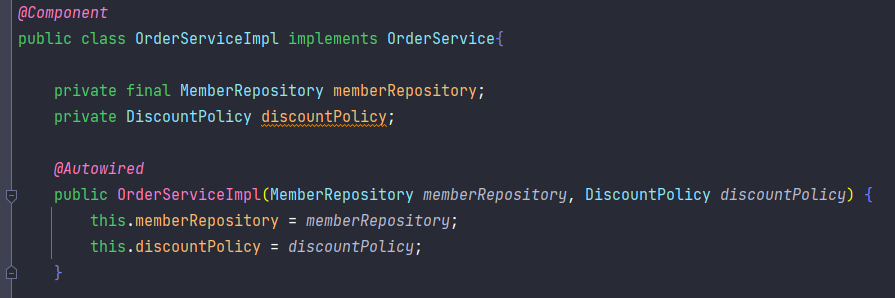 @Component
public class OrderServiceImpl implements OrderService{
private final MemberRepository memberRepository;
private DiscountPolicy discountPolicy;
@Autowired
public OrderServiceImpl(MemberRepository memberRepository, DiscountPolicy discountPolicy) {
this.memberRepository = memberRepository;
this.discountPolicy = discountPolicy;
}